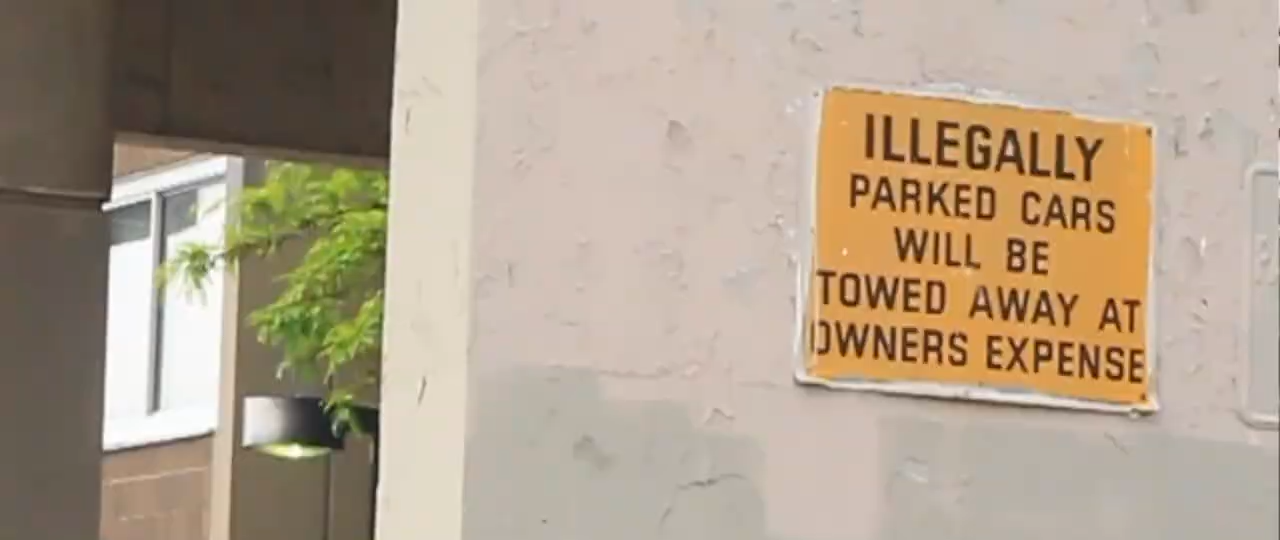 ILLEGALLY
PARKED CARS
WILL BE
TOWED AWAY AT
OWNERS EXPENSE